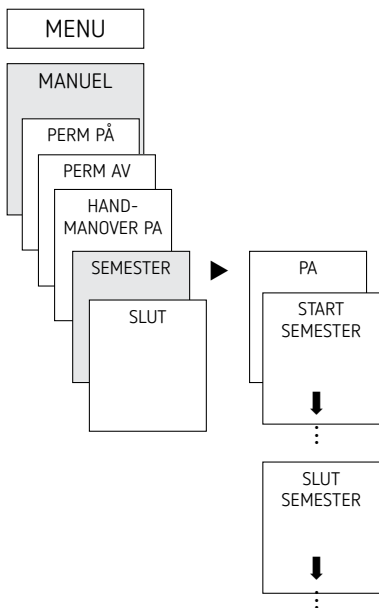 MENU
MANUEL
PERM PÅ
PERM AV
HAND-
MANOVER PA
SEMESTER
SLUT
PA
START
SEMESTER
SLUT
SEMESTER